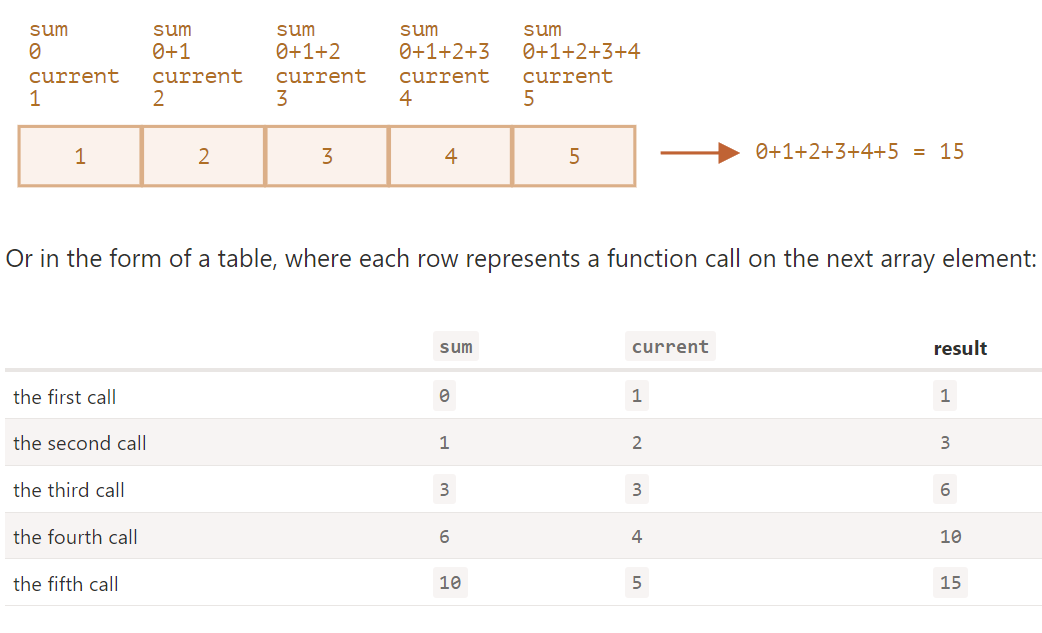 sum sum sum sum sum
0 0+1 0+1+2 0+1+2+3 0+1+2+3+4
current current current current current
1 2 3 4 5
1 2 3 4 5 0+1+2+3+4+5 = 15
Or in the form of a table, where each row represents a function call on the next array element:
sum current result
the first call 0 1 1
the second call 1 2 3
the third call 3 3 6
the fourth call 6 4 10
the fifth call 10 5 15